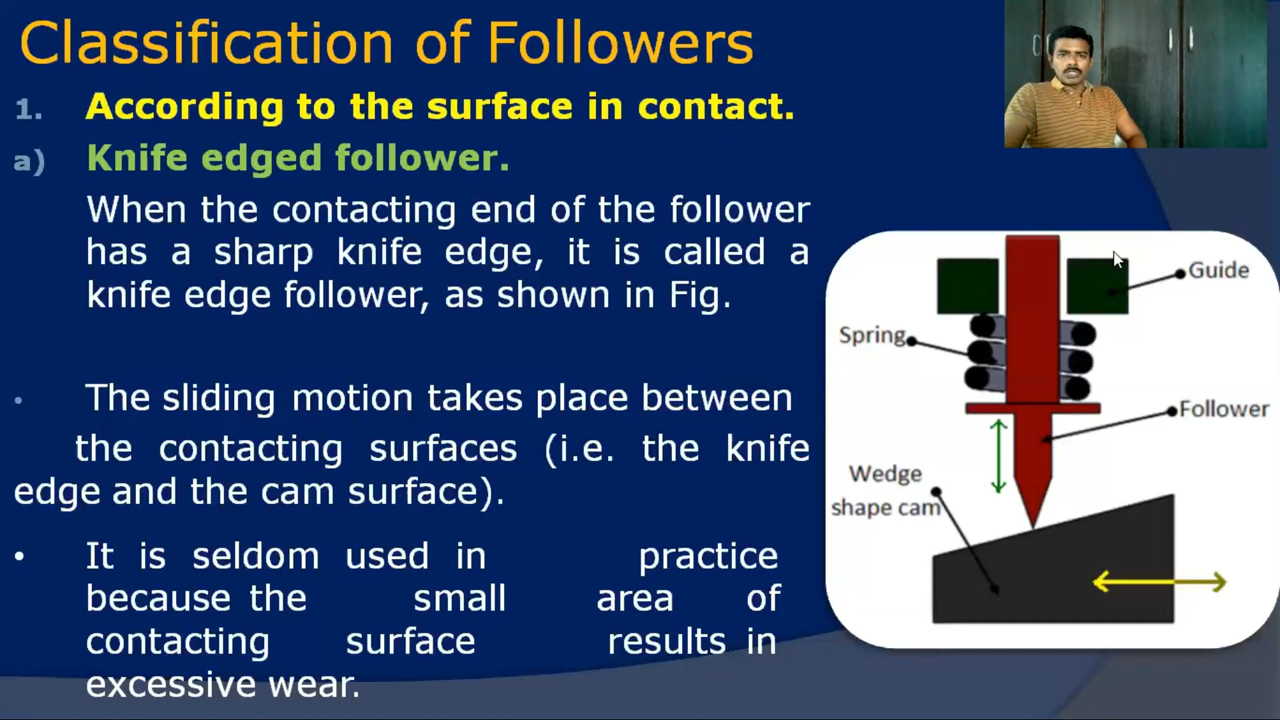 Classification of Followers
1. According to the surface in contact.
a) Knife edged follower.
When the contacting end of the follower
has a sharp knife edge, it is called a
knife edge follower, as shown in Fig.
• The sliding motion takes place between
the contacting surfaces (i.e. the knife
edge and the cam surface).
• It is seldom used in practice
because the small area of
contacting surface results in
excessive wear.
Guide
Spring
Follower
Wedge
shape cam